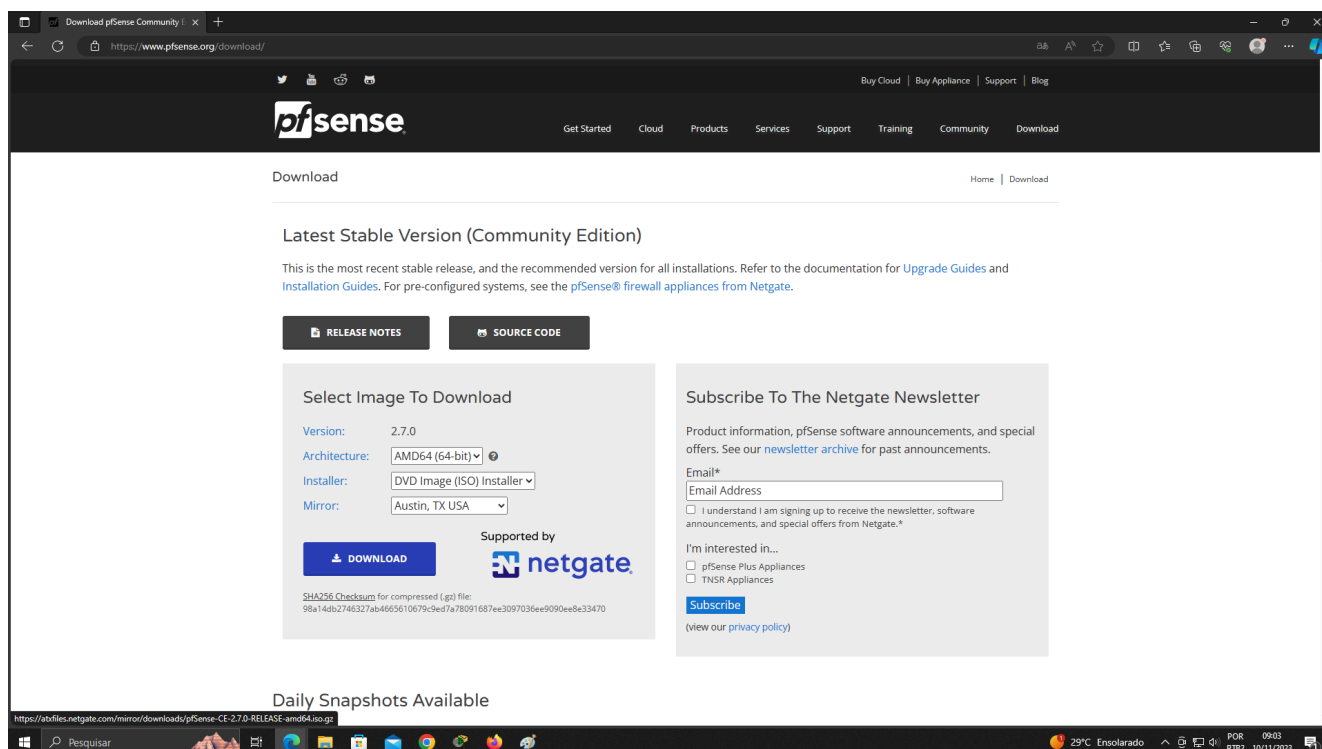 Download pfSense Community E
https://www.pfsense.org/download/
Buy Cloud | Buy Appliance | Support | Blog
pfsense
Get Started Cloud Products Services Support Training Community Download
Download
Home | Download
Latest Stable Version (Community Edition)
This is the most recent stable release, and the recommended version for all installations. Refer to the documentation for Upgrade Guides and
Installation Guides. For pre-configured systems, see the pfSense® firewall appliances from Netgate.
RELEASE NOTES
SOURCE CODE
Select Image To Download
Version: 2.7.0
Architecture: AMD64 (64-bit)
Installer: DVD Image (ISO) Installer
Mirror: Austin, TX USA
DOWNLOAD
Supported by
netgate
SHA256 Checksum for compressed (.gz) file:
98a14db2746327ab4665610679c9ed7a78091687ee3097036ee9090ee8e33470
Subscribe To The Netgate Newsletter
Product information, pfSense software announcements, and special
offers. See our newsletter archive for past announcements.
Email*
Email Address
I understand I am signing up to receive the newsletter, software
announcements, and special offers from Netgate.*
I'm interested in...
pfSense Plus Appliances
TNSR Appliances
Subscribe
(view our privacy policy)
Daily Snapshots Available
https://atxfiles.netgate.com/mirror/downloads/pfSense-CE-2.7.0-RELEASE-amd64.iso.gz
Pesquisar
29°C Ensolarado
POR
PTB2
09:03
10/11/2023